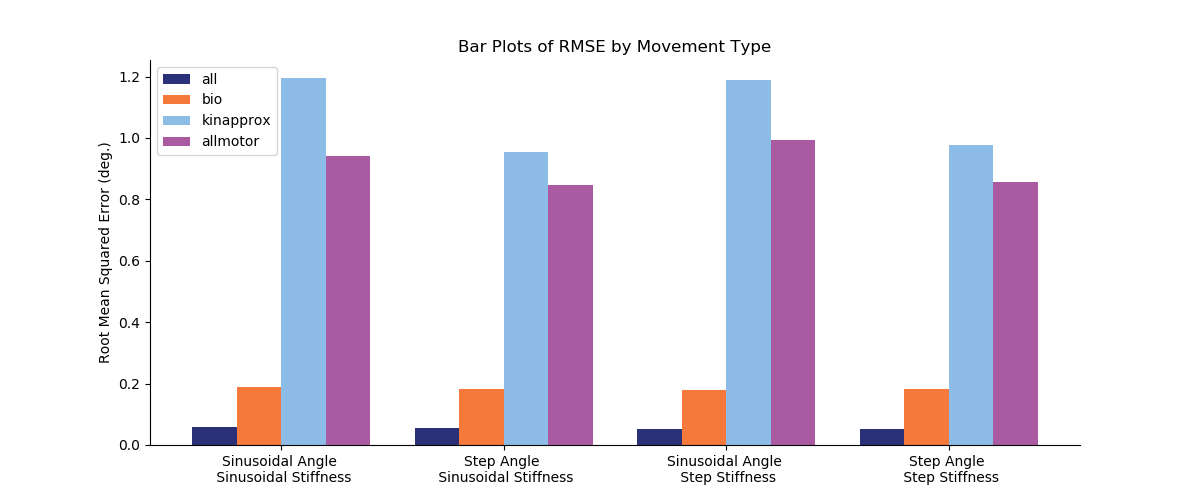 Bar Plots of RMSE by Movement Type
all
bio
kinapprox
allmotor
Root Mean Squared Error (deg.)
1.2
1.0
0.8
0.6
0.4
0.2
0.0
Sinusoidal Angle
Sinusoidal Stiffness
Step Angle
Sinusoidal Stiffness
Sinusoidal Angle
Step Stiffness
Step Angle
Step Stiffness